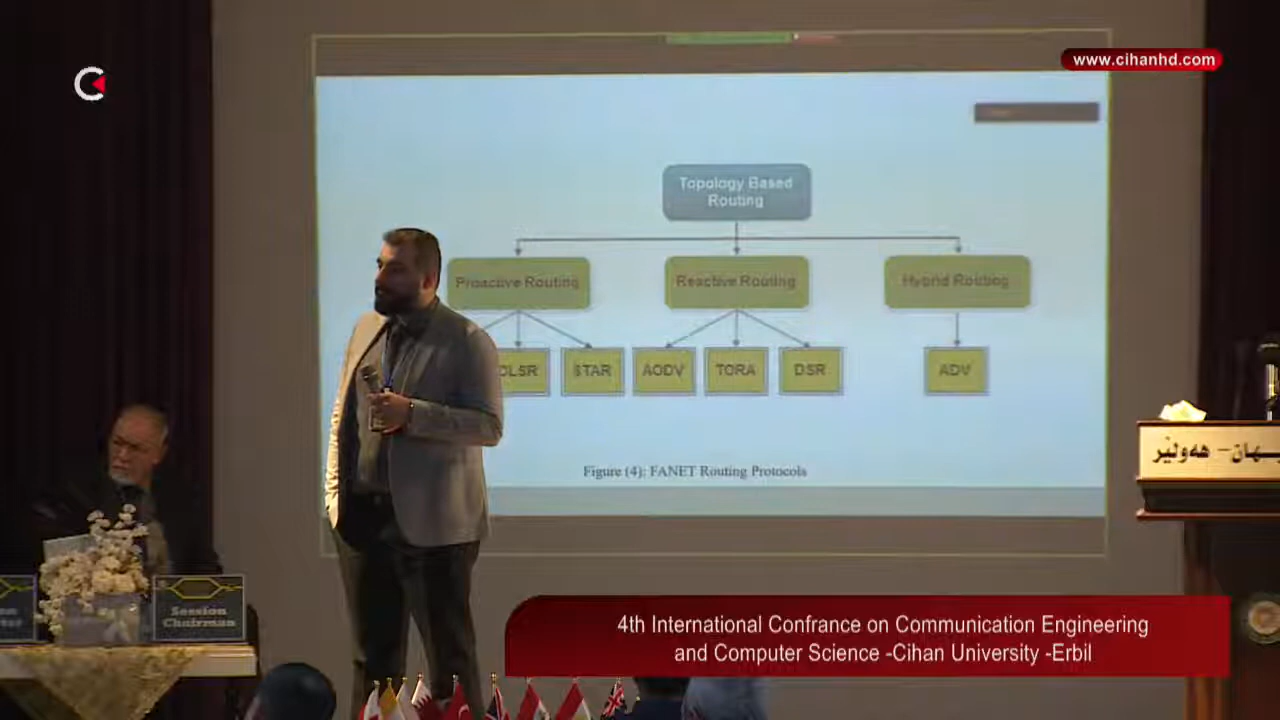 www.cihanhd.com
Topology Based
Routing
Proactive Routing
Reactive Routing
Hybrid Routing
OLSR
STAR
AODV
TORA
DSR
ADV
Figure (4): FANET Routing Protocols
هەولێر
Session
Chairman
4th International Confrance on Communication Engineering
and Computer Science -Cihan University -Erbil